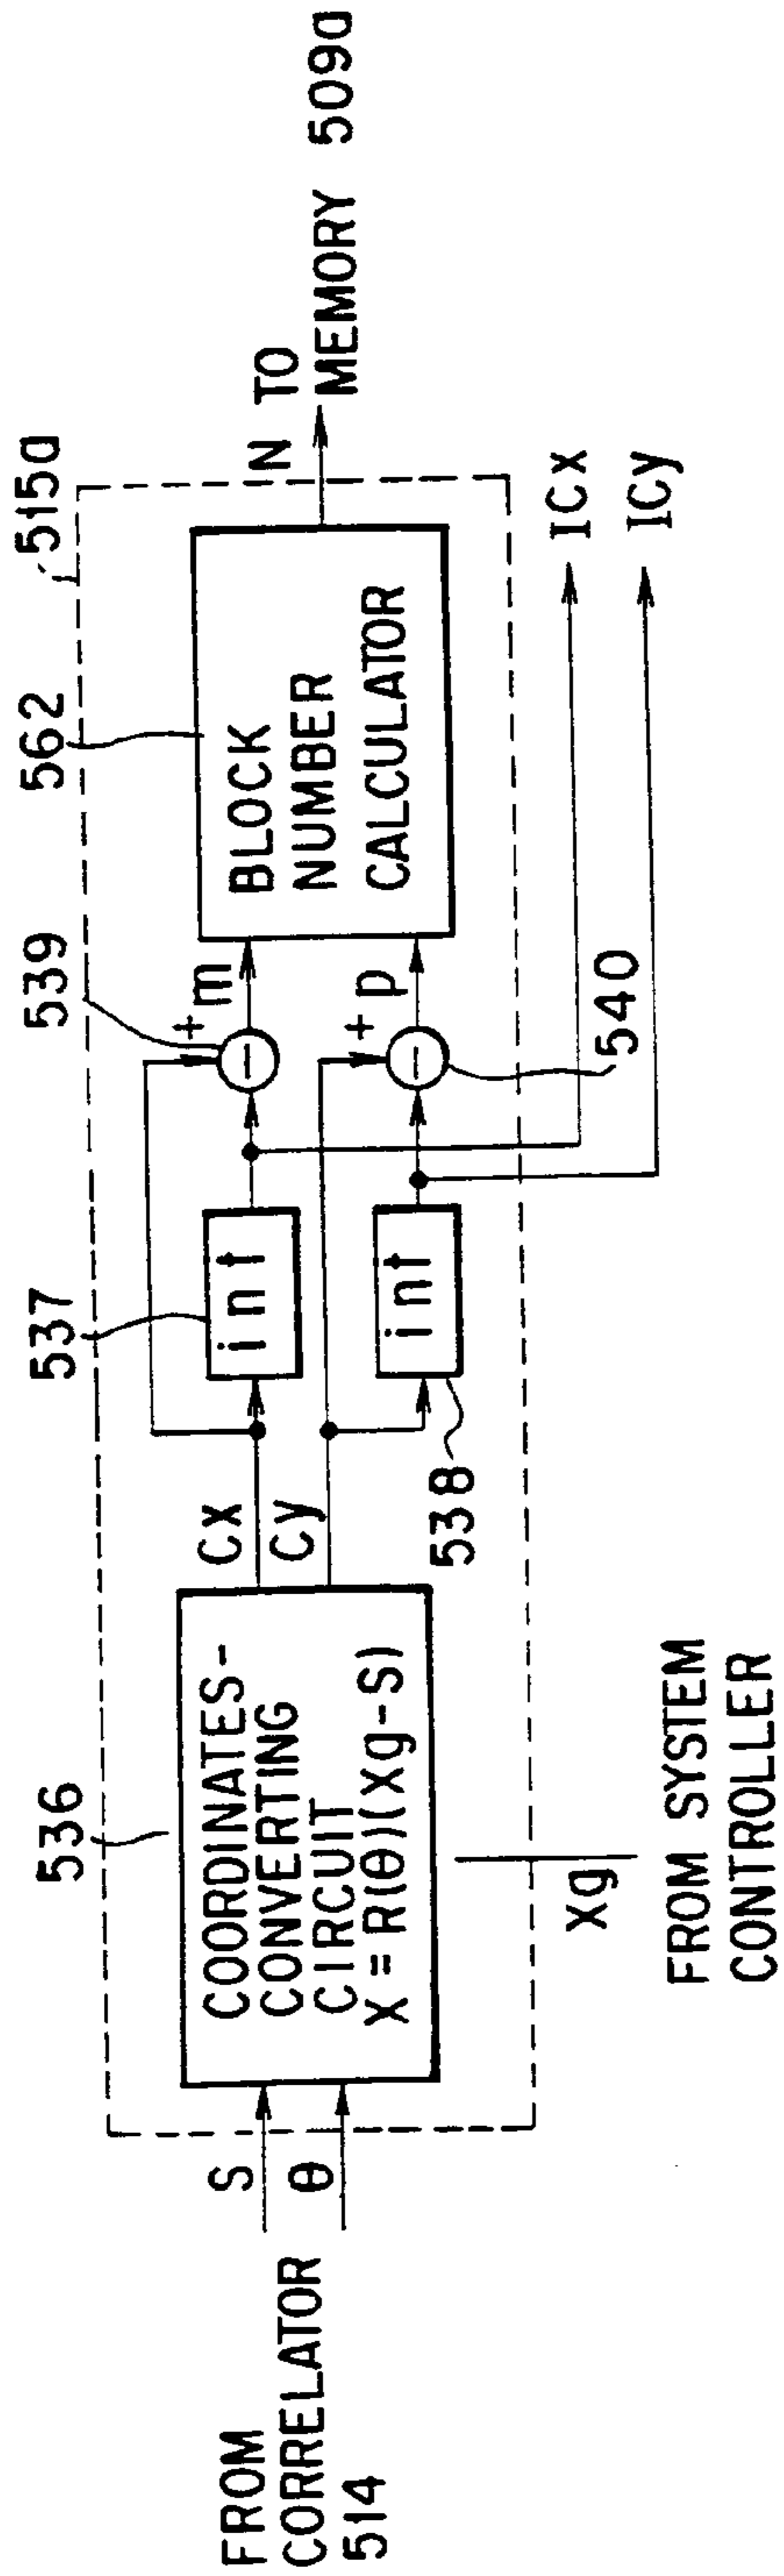 FROM
CORRELATOR
514
S
θ
536
COORDINATES-
CONVERTING
CIRCUIT
X = R(θ)(Xg-S)
Xg
FROM SYSTEM
CONTROLLER
Cx
Cy
537
int
538
int
539
+
−
m
540
+
−
p
562
BLOCK
NUMBER
CALCULATOR
515a
N
TO
MEMORY 509a
ICx
ICy